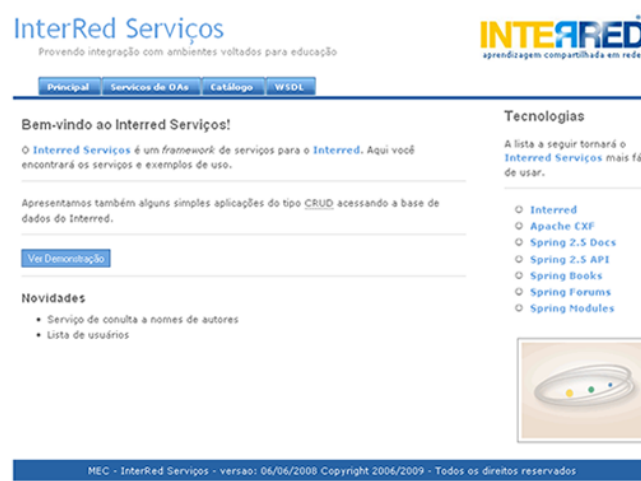 InterRed Serviços
Provendo integração com ambientes voltados para educação
INTERRED
aprendizagem compartilhada em rede
Principal
Servicos de OAs
Catálogo
WSDL
Bem-vindo ao Interred Serviços!
O Interred Serviços é um framework de serviços para o Interred. Aqui você
encontrará os serviços e exemplos de uso.
Apresentamos também alguns simples aplicações do tipo CRUD acessando a base de
dados do Interred.
Ver Demonstração
Novidades
Serviço de conulta a nomes de autores
Lista de usuários
Tecnologias
A lista a seguir tornará o
Interred Serviços mais fá
de usar.
Interred
Apache CXF
Spring 2.5 Docs
Spring 2.5 API
Spring Books
Spring Forums
Spring Modules
MEC - InterRed Serviços - versao: 06/06/2008 Copyright 2006/2009 - Todos os direitos reservados